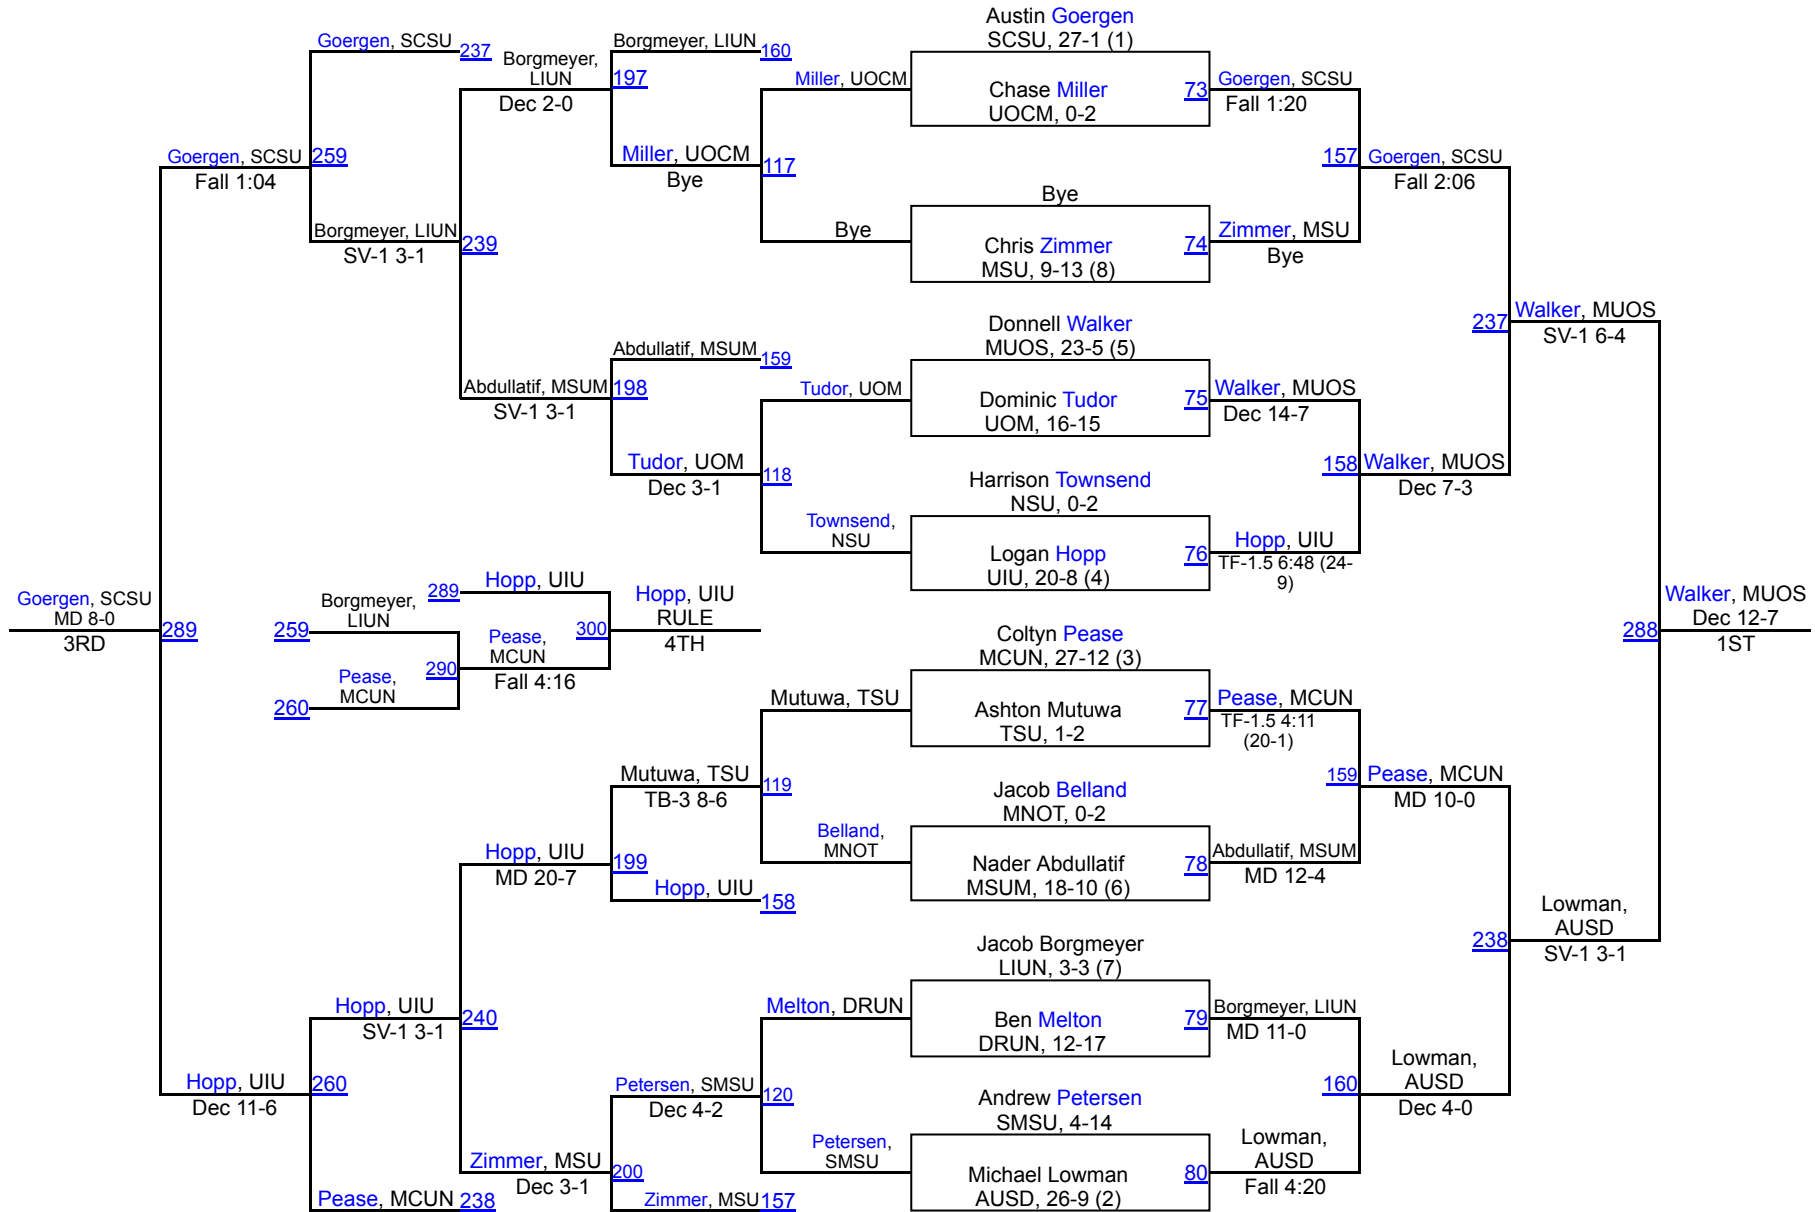 Goergen, SCSU
237
Goergen, SCSU
Fall 1:04
259
Borgmeyer, LIUN
SV-1 3-1
239
Borgmeyer,
LIUN
Dec 2-0
197
Borgmeyer, LIUN
160
Miller, UOCM
Bye
117
Miller, UOCM
Bye
Abdullatif, MSUM
SV-1 3-1
198
Abdullatif, MSUM
159
Tudor, UOM
Dec 3-1
118
Tudor, UOM
Townsend,
NSU
Goergen, SCSU
MD 8-0
3RD
289
259
Borgmeyer,
LIUN
260
Pease,
MCUN
290
289
Hopp, UIU
Pease,
MCUN
Fall 4:16
300
Hopp, UIU
RULE
4TH
Mutuwa, TSU
Mutuwa, TSU
TB-3 8-6
119
Belland,
MNOT
Hopp, UIU
MD 20-7
199
Hopp, UIU
158
Hopp, UIU
SV-1 3-1
240
Hopp, UIU
Dec 11-6
260
Pease, MCUN
238
Melton, DRUN
Petersen, SMSU
Dec 4-2
120
Petersen,
SMSU
Zimmer, MSU
Dec 3-1
200
Zimmer, MSU
157
Austin Goergen
SCSU, 27-1 (1)
Chase Miller
UOCM, 0-2
73
Bye
Chris Zimmer
MSU, 9-13 (8)
74
Donnell Walker
MUOS, 23-5 (5)
Dominic Tudor
UOM, 16-15
75
Harrison Townsend
NSU, 0-2
Logan Hopp
UIU, 20-8 (4)
76
Coltyn Pease
MCUN, 27-12 (3)
Ashton Mutuwa
TSU, 1-2
77
Jacob Belland
MNOT, 0-2
Nader Abdullatif
MSUM, 18-10 (6)
78
Jacob Borgmeyer
LIUN, 3-3 (7)
Ben Melton
DRUN, 12-17
79
Andrew Petersen
SMSU, 4-14
Michael Lowman
AUSD, 26-9 (2)
80
Goergen, SCSU
Fall 1:20
157
Zimmer, MSU
Bye
Goergen, SCSU
Fall 2:06
Walker, MUOS
Dec 14-7
158
Hopp, UIU
TF-1.5 6:48 (24-
9)
Walker, MUOS
Dec 7-3
237
Walker, MUOS
SV-1 6-4
Pease, MCUN
TF-1.5 4:11
(20-1)
159
Abdullatif, MSUM
MD 12-4
Pease, MCUN
MD 10-0
Borgmeyer, LIUN
MD 11-0
160
Lowman,
AUSD
Fall 4:20
Lowman,
AUSD
Dec 4-0
238
Lowman,
AUSD
SV-1 3-1
288
Walker, MUOS
Dec 12-7
1ST